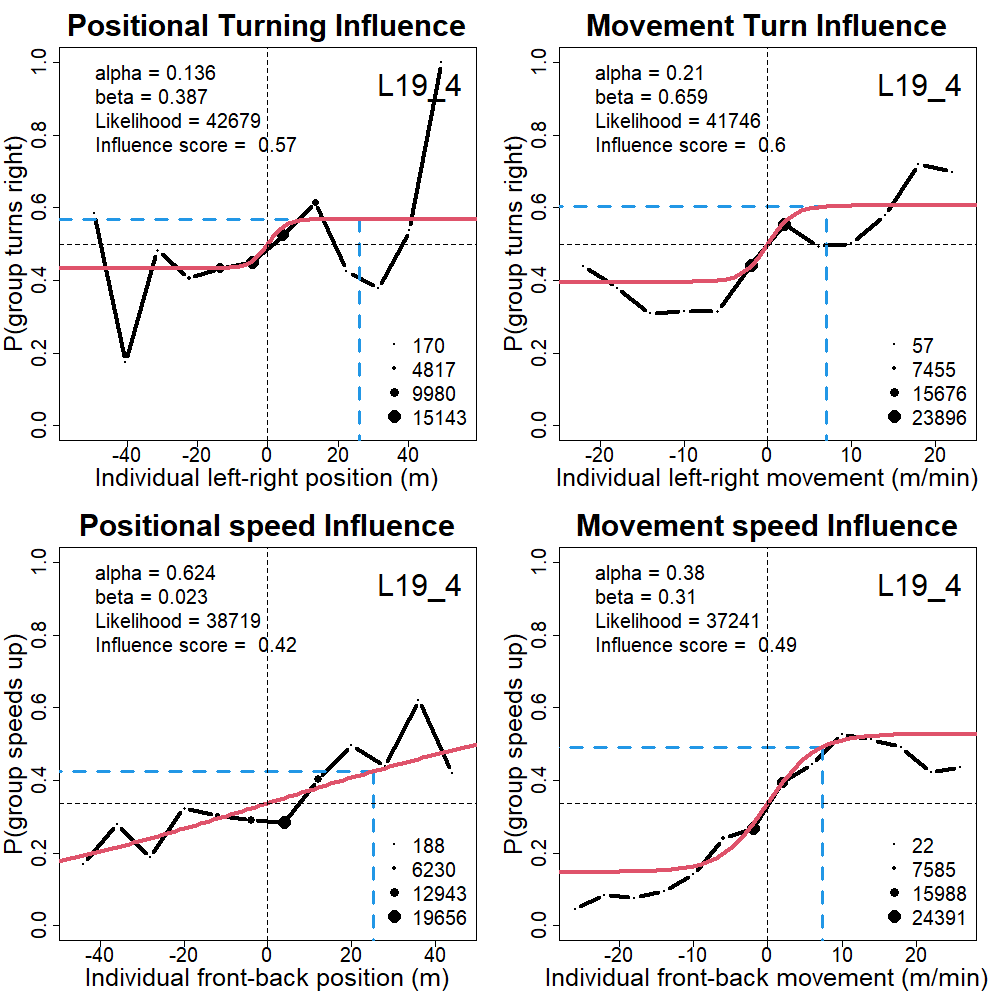 Positional Turning Influence
alpha = 0.136
beta = 0.387
Likelihood = 42679
Influence score =  0.57
L19_4
P(group turns right)
1.0
0.8
0.6
0.4
0.2
0.0
170
4817
9980
15143
-40 -20 0 20 40
Individual left-right position (m)
Movement Turn Influence
alpha = 0.21
beta = 0.659
Likelihood = 41746
Influence score =  0.6
L19_4
P(group turns right)
1.0
0.8
0.6
0.4
0.2
0.0
57
7455
15676
23896
-20 -10 0 10 20
Individual left-right movement (m/min)
Positional speed Influence
alpha = 0.624
beta = 0.023
Likelihood = 38719
Influence score =  0.42
L19_4
P(group speeds up)
1.0
0.8
0.6
0.4
0.2
0.0
188
6230
12943
19656
-40 -20 0 20 40
Individual front-back position (m)
Movement speed Influence
alpha = 0.38
beta = 0.31
Likelihood = 37241
Influence score =  0.49
L19_4
P(group speeds up)
1.0
0.8
0.6
0.4
0.2
0.0
22
7585
15988
24391
-20 -10 0 10 20
Individual front-back movement (m/min)